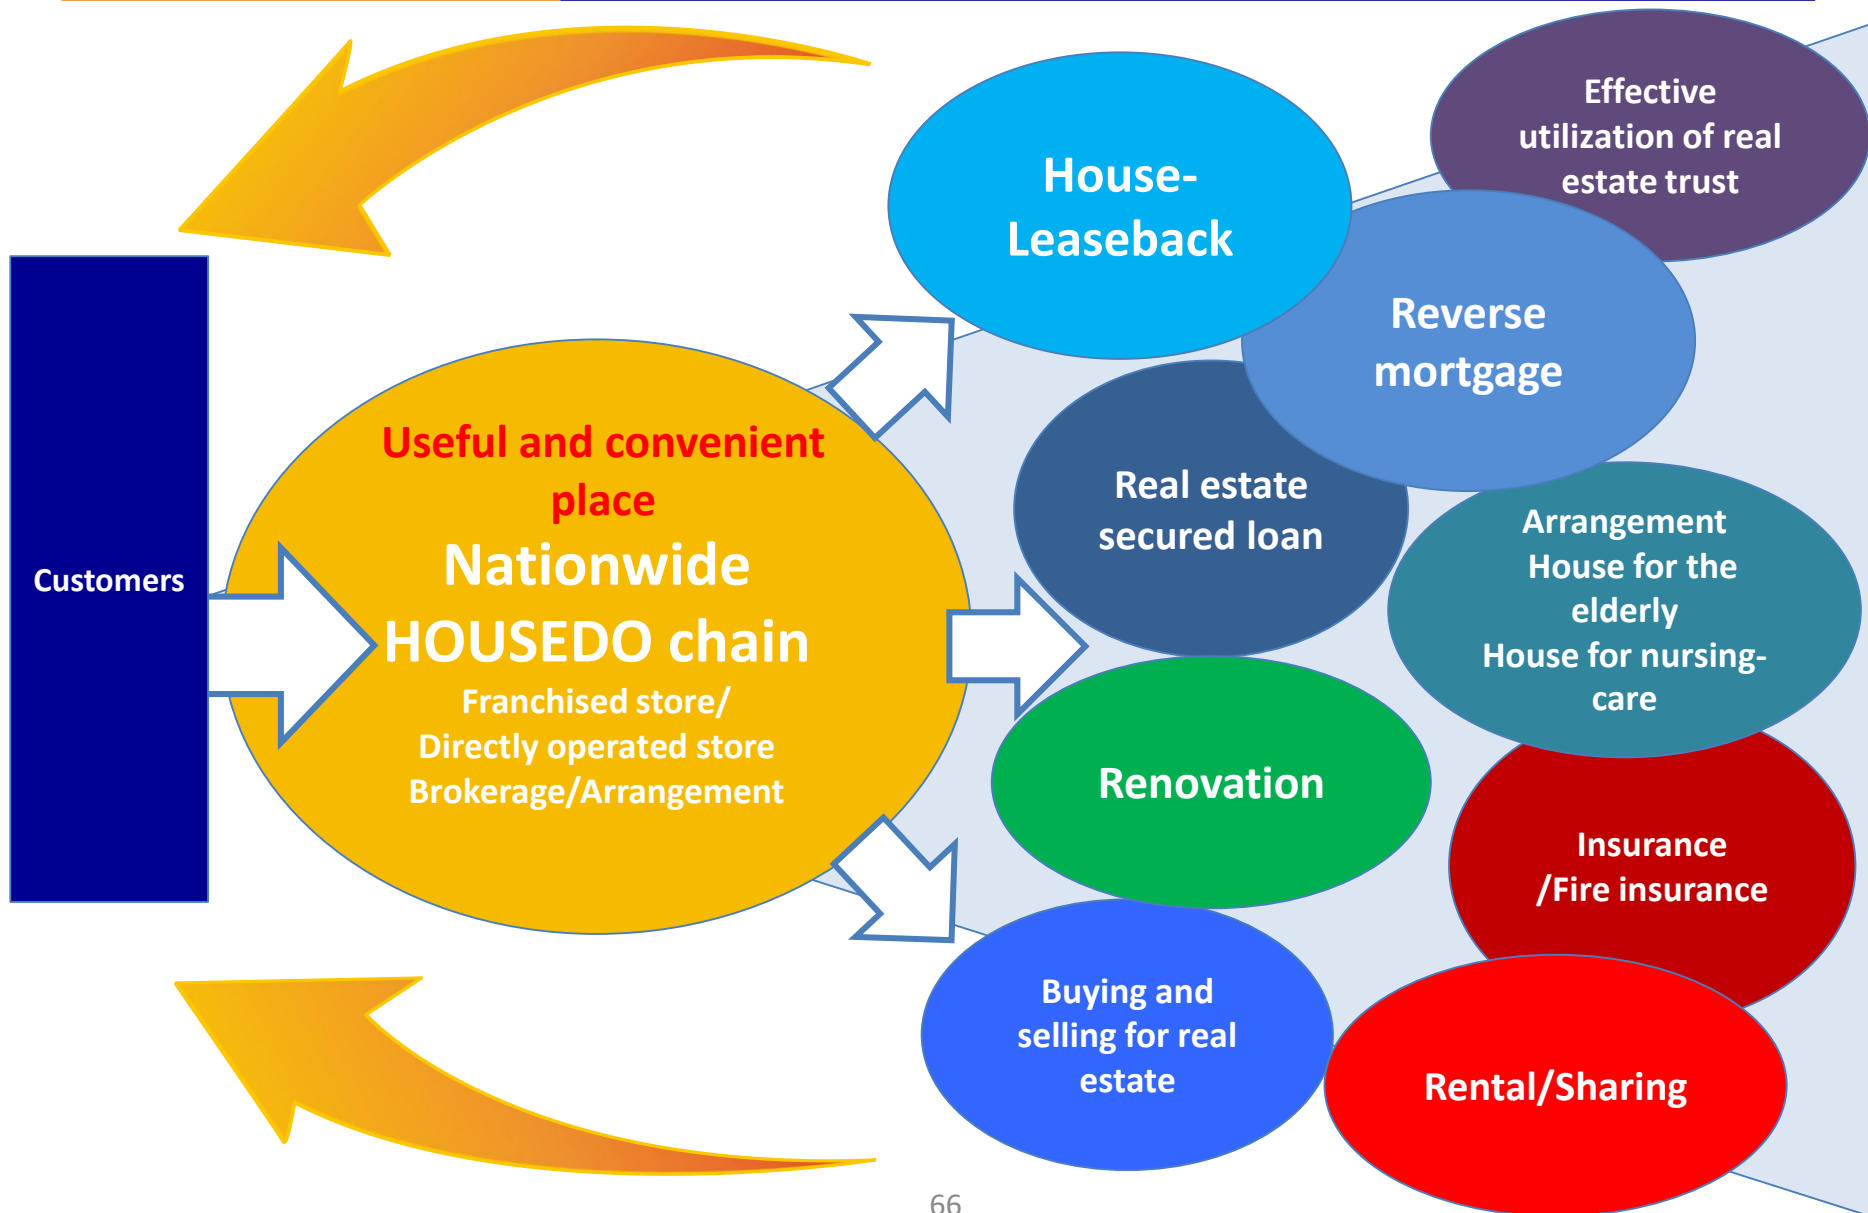 Customers
Useful and convenient
place
Nationwide
HOUSEDO chain
Franchised store/
Directly operated store
Brokerage/Arrangement
House-
Leaseback
Effective
utilization of real
estate trust
Reverse
mortgage
Real estate
secured loan
Arrangement
House for the
elderly
House for nursing-
care
Renovation
Insurance
/Fire insurance
Buying and
selling for real
estate
Rental/Sharing
66